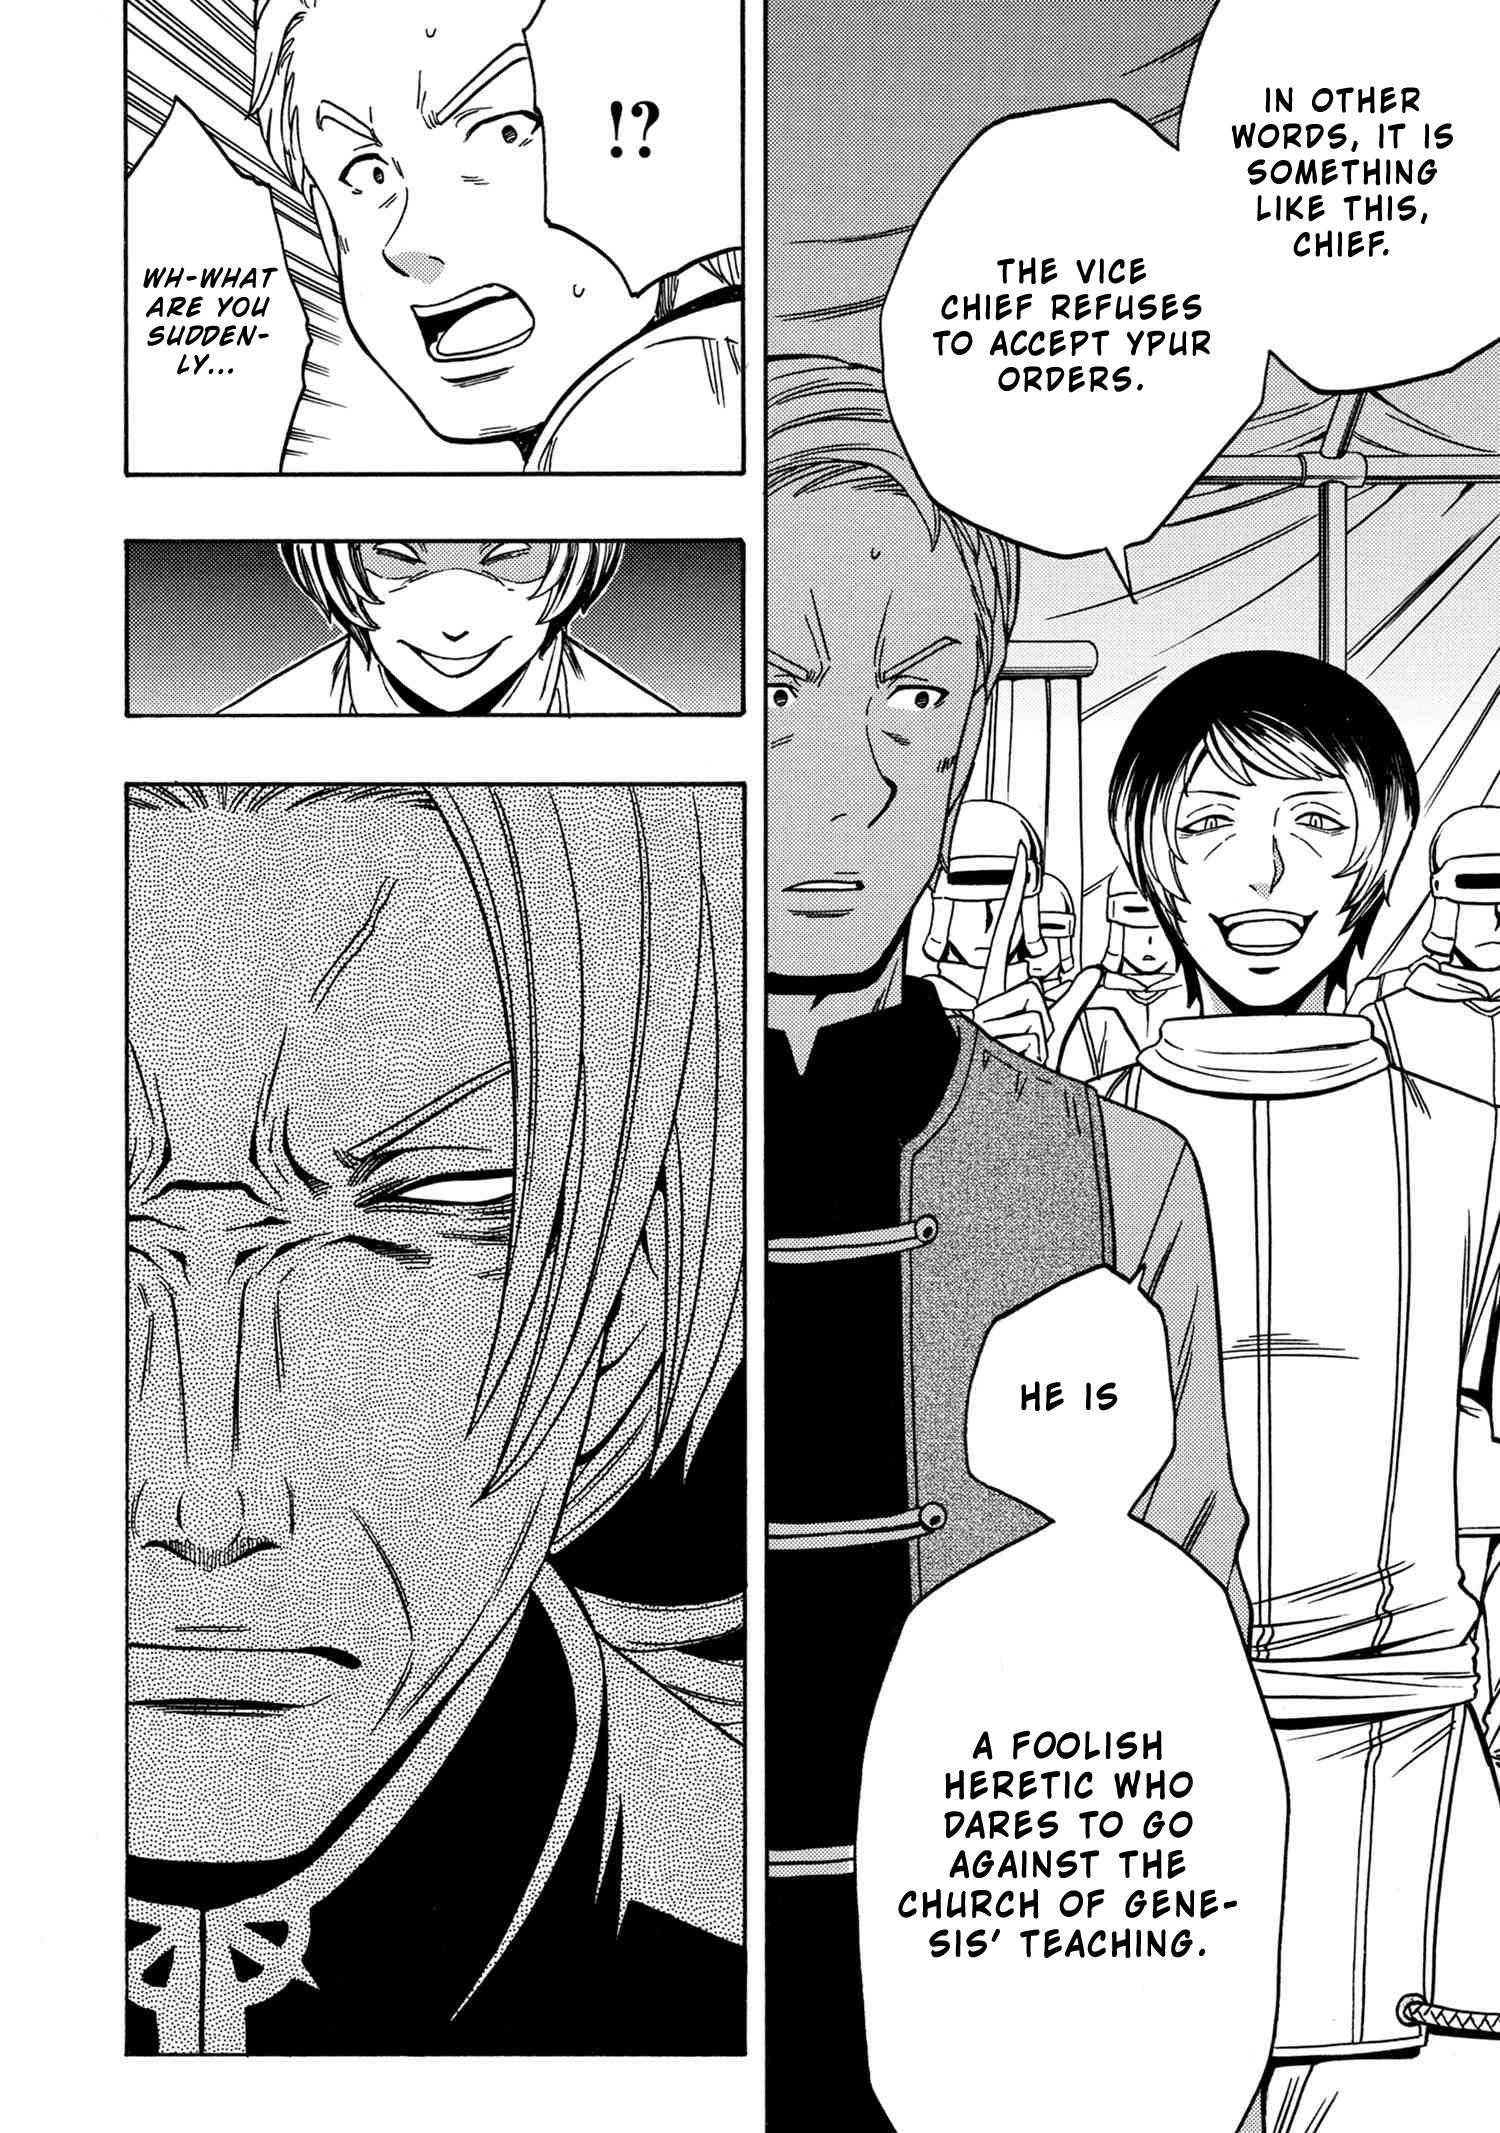 IN OTHER
WORDS, IT IS
SOMETHING
LIKE THIS,
CHIEF.
THE VICE
CHIEF REFUSES
TO ACCEPT YPUR
ORDERS.
HE IS
A FOOLISH
HERETIC WHO
DARES TO GO
AGAINST THE
CHURCH OF GENE-
SIS' TEACHING.
!?
WH-WHAT
ARE YOU
SUDDEN-
LY...